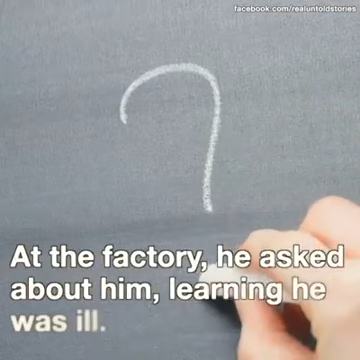 facebook.com/realuntoldstories
?
At the factory, he asked
about him, learning he
was ill.